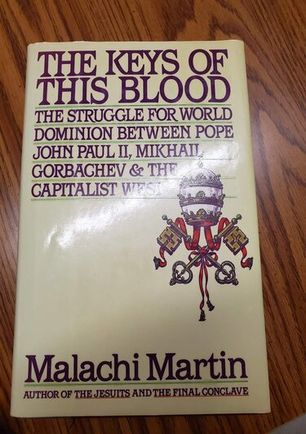 THE KEYS OF
THIS BLOOD
THE STRUGGLE FOR WORLD
DOMINION BETWEEN POPE
JOHN PAUL II, MIKHAIL
GORBACHEV & THE
CAPITALIST WEST
Malachi Martin
AUTHOR OF THE JESUITS AND THE FINAL CONCLAVE